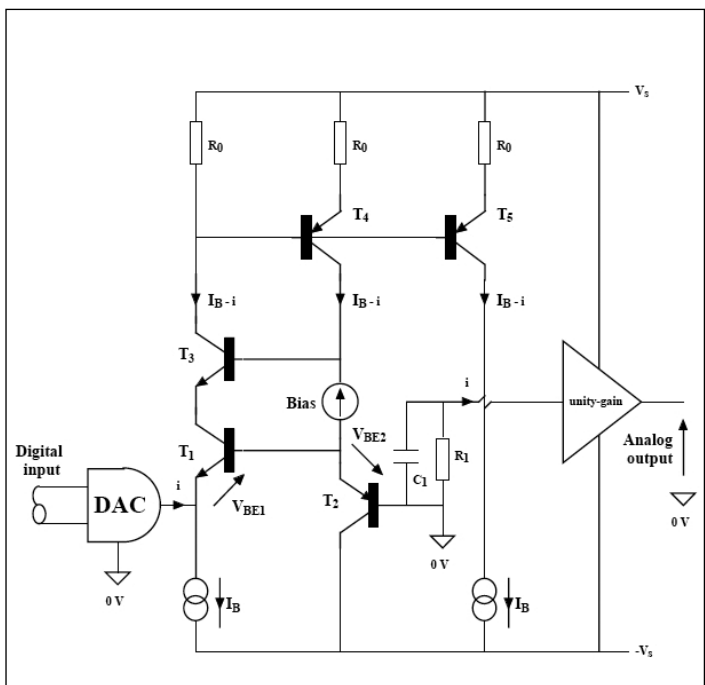 Vs
R0
R0
R0
T4
T5
IB - i
IB - i
IB - i
T3
Bias
i
unity-gain
VBE2
T1
Digital
input
DAC
i
VBE1
T2
C1
R1
Analog
output
0 V
0 V
0 V
IB
IB
-Vs